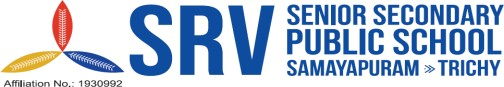 SRV
SENIOR SECONDARY
PUBLIC SCHOOL
SAMAYAPURAM » TRICHY
Affiliation No.: 1930992